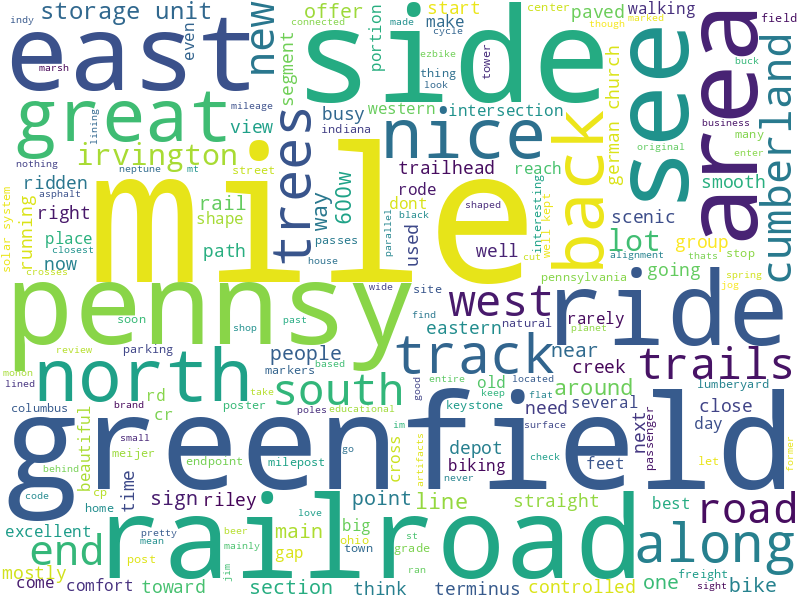 storage unit
offer
start
paved
walking
center
marked
though
field
indy
connected
made
cycle
make
east
even
new
segment
side
portion
ezbike
thing
look
tower
see
area
buck
marsh
great
mileage
lining
view
busy
indiana
western
intersection
nice
back
german church
business
many
enter
original
cumberland
irvington
nothing
neptune
mt
street
trees
600w
way
trailhead
reach
smooth
ridden
asphalt
rail
shape
rode
dont
black
shaped
interesting
well kept
scenic
solar system
running
right
place
closest
now
crosses
path
passes
house
parallel
used
well
cut
lot
group
alignment
thats
stop
going
spring
jog
mile
pennsylvania
pennsy
wide
site
west
ride
rarely
planet
soon
shop
past
find
eastern
natural
track
near
trails
monon
review
north
parking
based
people
markers
south
take
good
entire
old
creek
located
around
flat
keep
lumberyard
lined
columbus
brand
rd
cr
poster
poles
educational
keystone
need
several
next
passenger
close
day
greenfield
beautiful
small
meijer
endpoint
milepost
im
go
cross
artifacts
depot
biking
never
surface
check
feet
let
former
behind
code
cp
home
time
sign
riley
point
line
straight
best
road
excellent
end
love
pretty
mean
beer
mainly
main
gap
big
ohio
town
st
grade
ran
railroad
along
mostly
post
jim
come
comfort
toward
section
think
terminus
controlled
one
freight
sight
bike